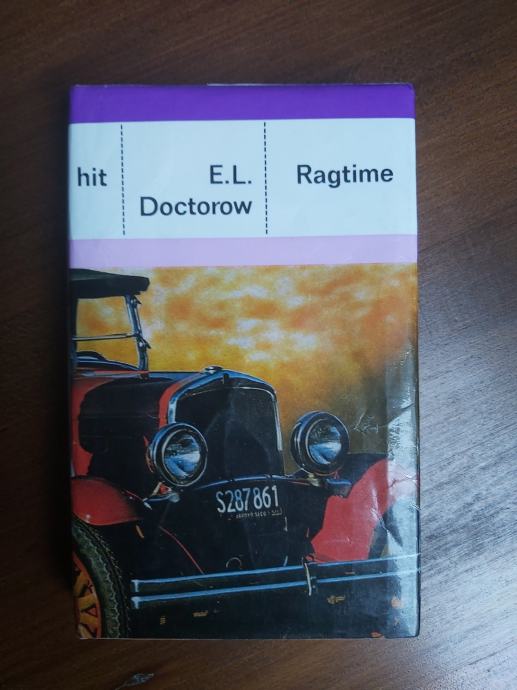 hit
E.L.
Doctorow
Ragtime
S287861